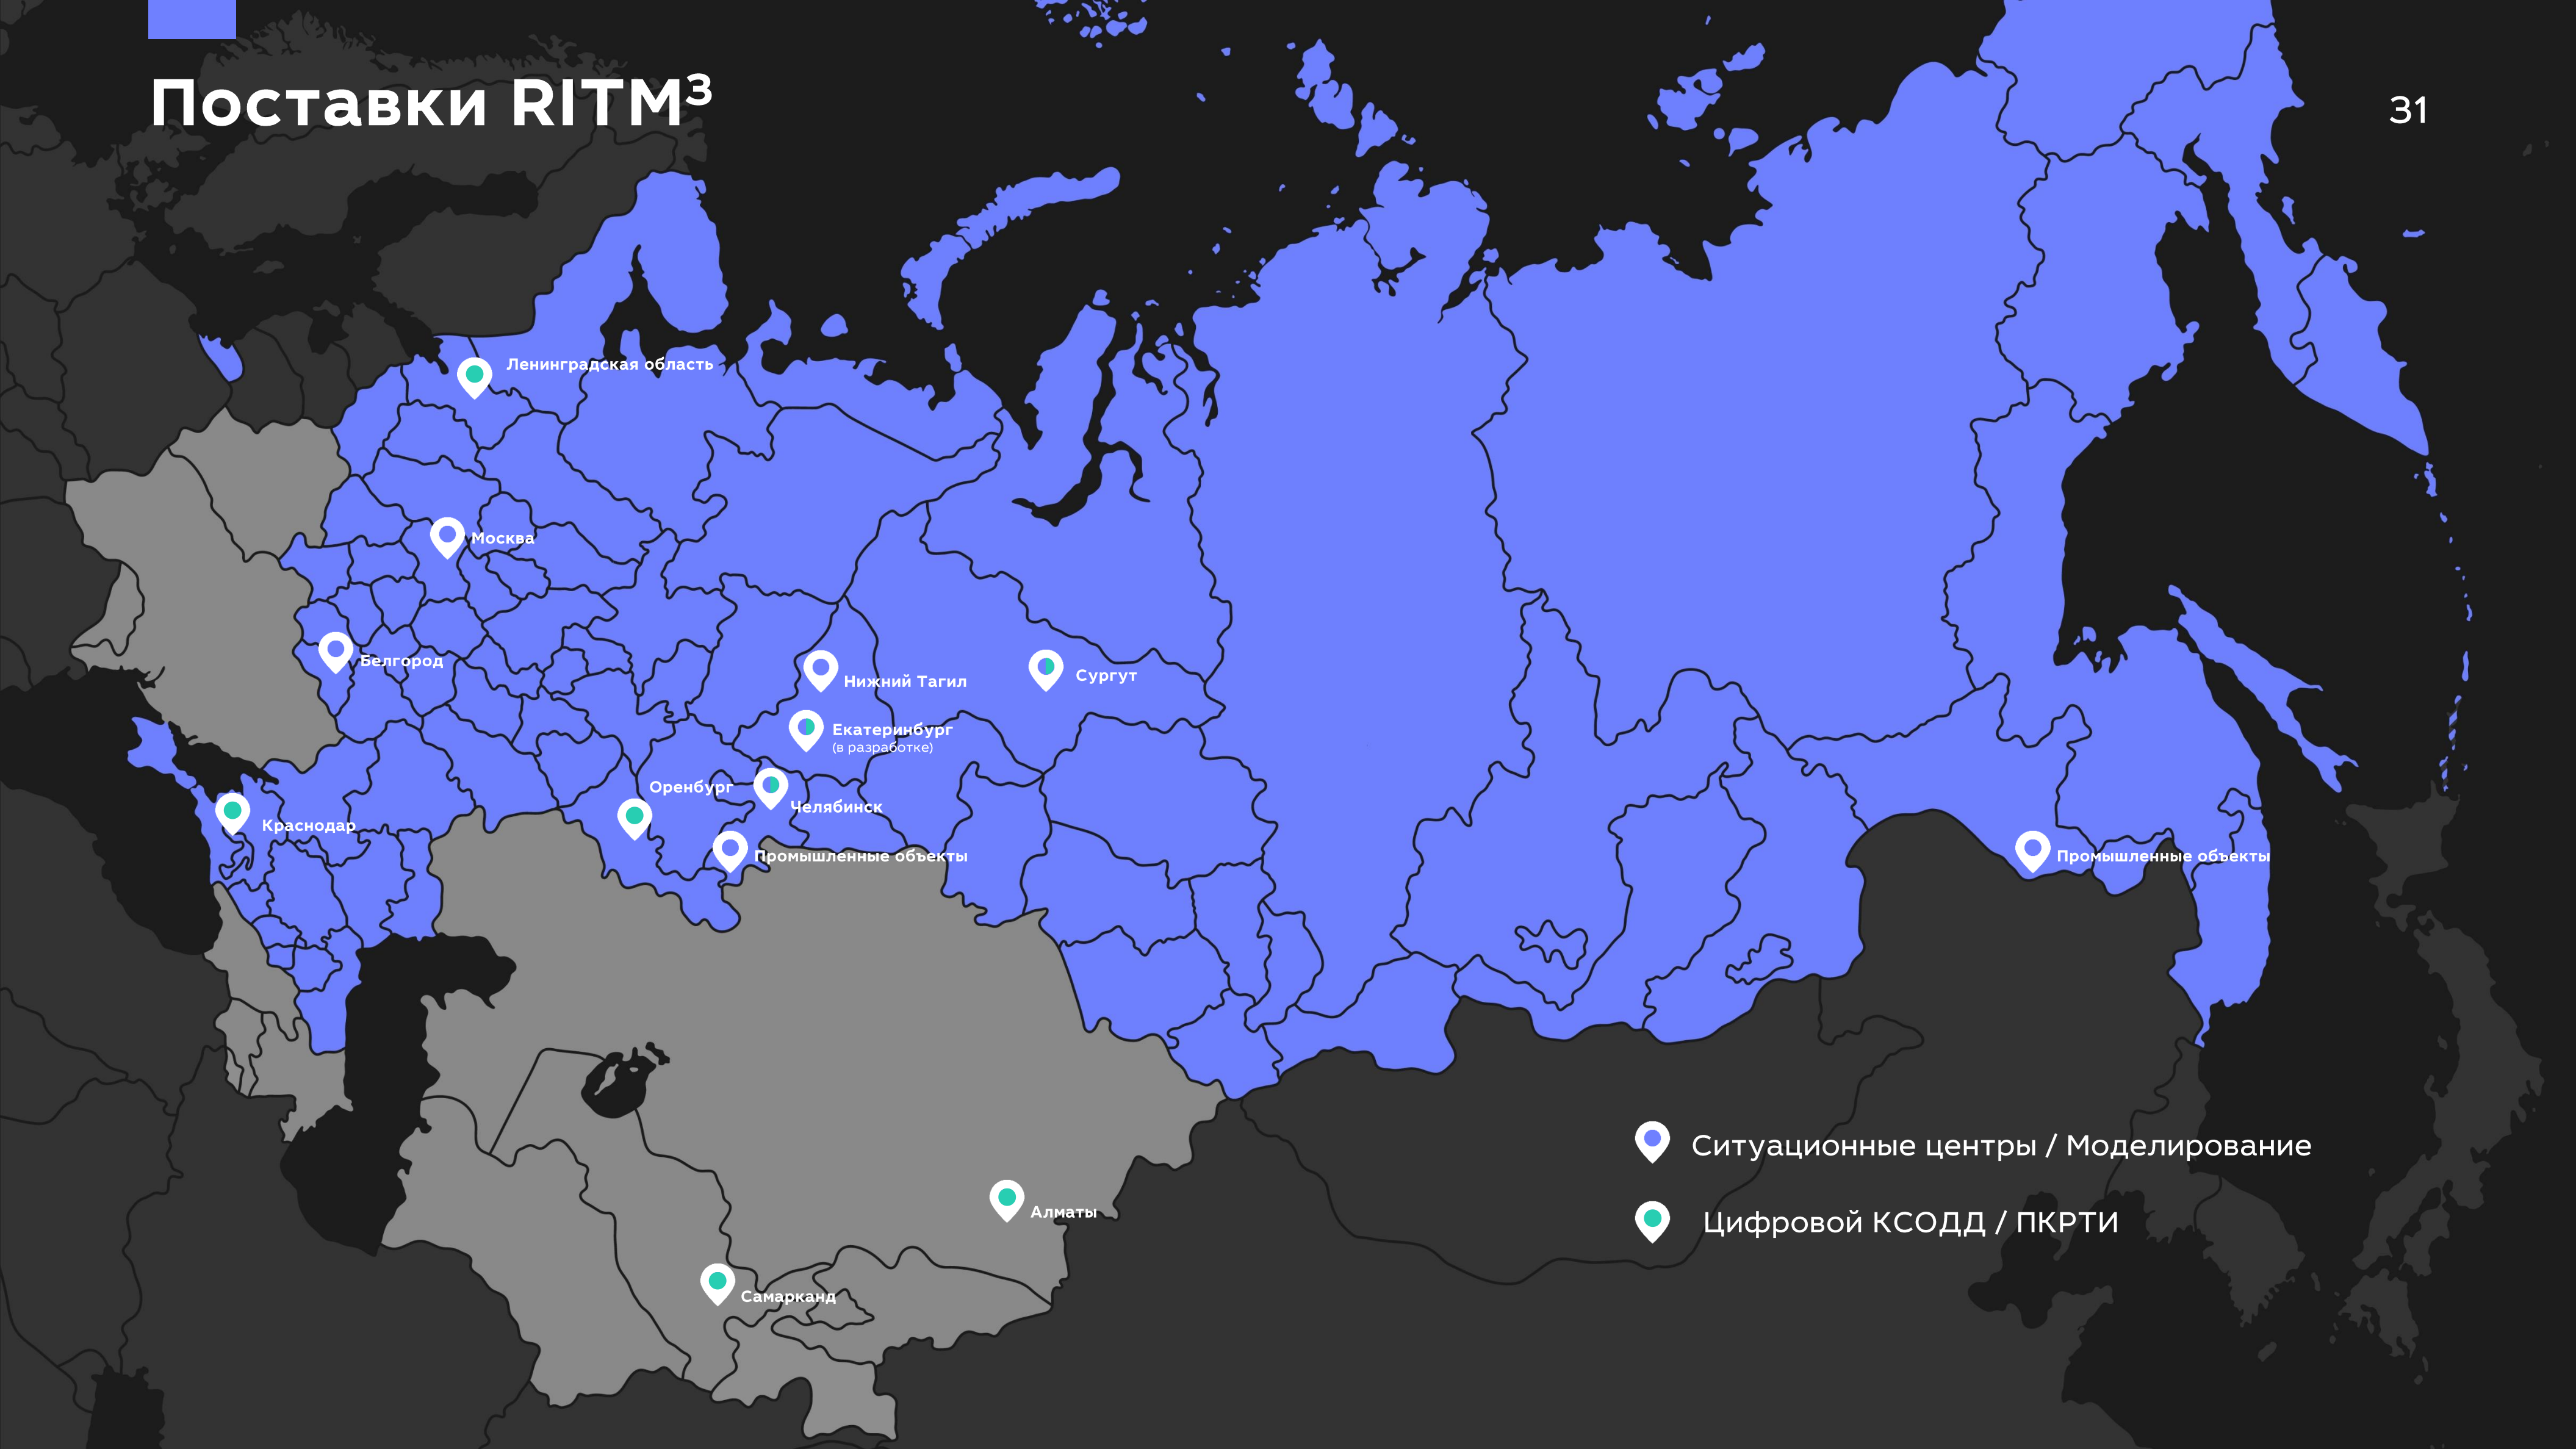 Поставки RITM³
31
Ленинградская область
Москва
Белгород
Нижний Тагил
Сургут
Екатеринбург
(в разработке)
Оренбург
Челябинск
Краснодар
Промышленные объекты
Промышленные объекты
Ситуационные центры / Моделирование
Алматы
Цифровой КСОДД / ПКРТИ
Самарканд